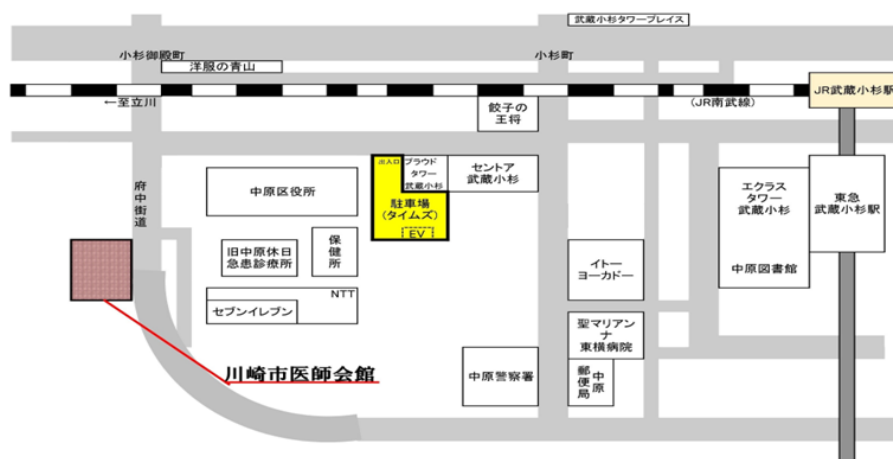 武蔵小杉タワープレイス
小杉御殿町
小杉町
洋服の青山
JR武蔵小杉駅
←至立川
(JR南武線)
餃子の
王将
出入口
プラウド
タワー
武蔵小杉
セントア
武蔵小杉
中原区役所
駐車場
(タイムズ)
EV
エクラス
タワー
武蔵小杉
中原図書館
東急
武蔵小杉駅
府中街道
旧中原休日
急患診療所
保健所
イトー
ヨーカドー
NTT
セブンイレブン
聖マリアン
ナ
東横病院
川崎市医師会館
中原警察署
中原
郵便局